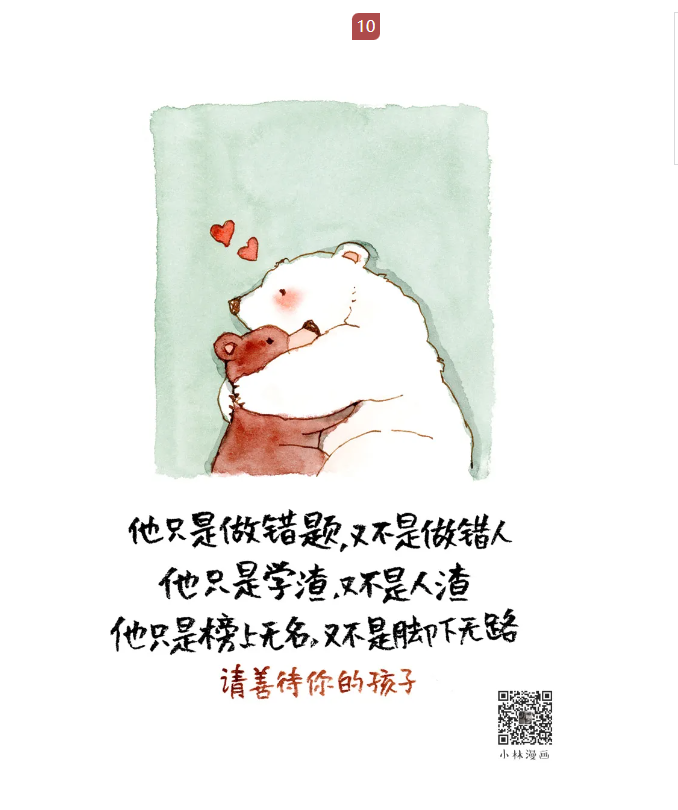 10
他只是做错题,又不是做错人
他只是学渣,又不是人渣
他只是榜上无名,又不是脚下无路
请善待你的孩子
小林漫画